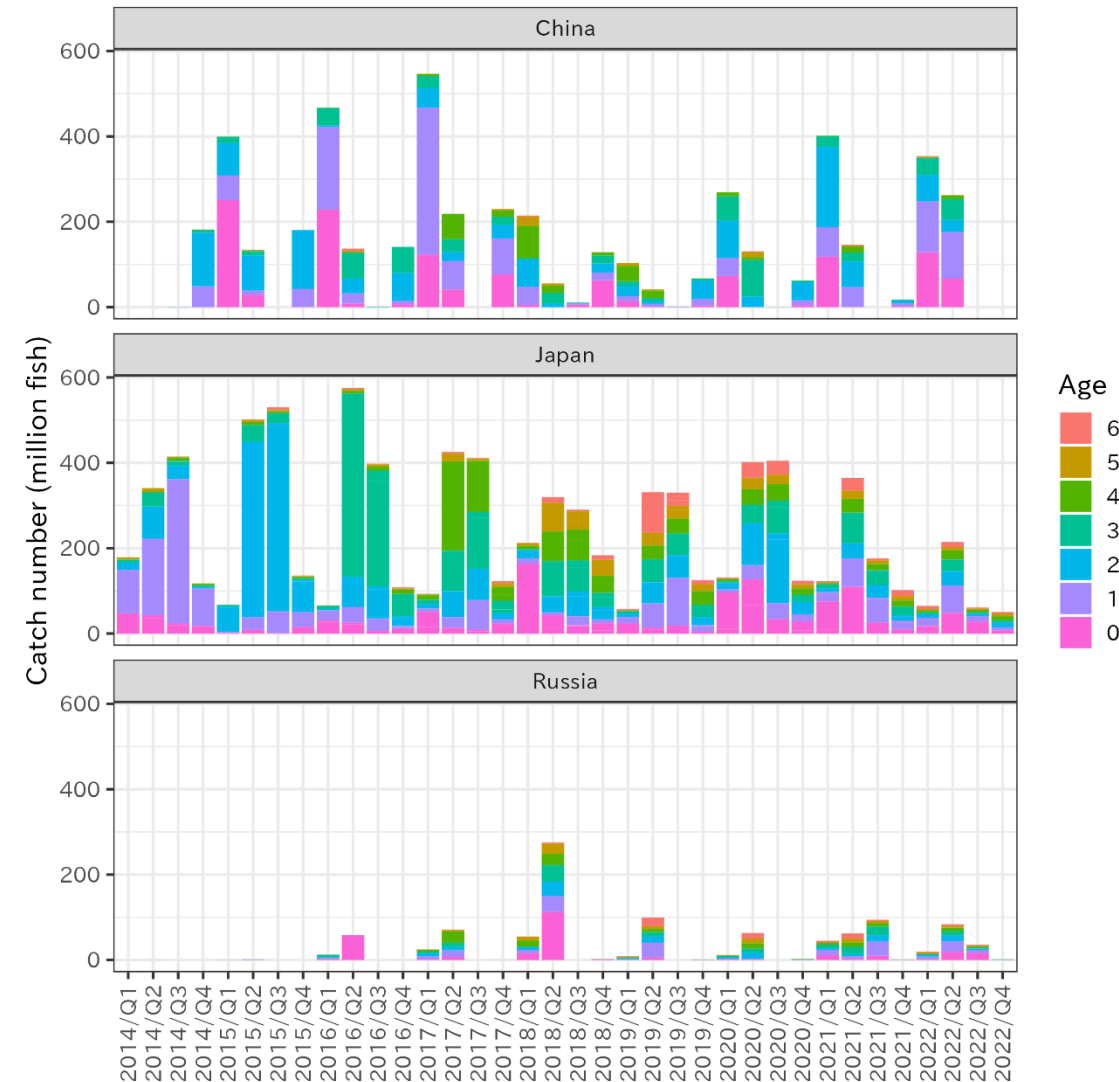 China
600
400
200
0
Japan
600
400
200
0
Russia
600
400
200
0
Catch number (million fish)
2014/Q1
2014/Q2
2014/Q3
2014/Q4
2015/Q1
2015/Q2
2015/Q3
2015/Q4
2016/Q1
2016/Q2
2016/Q3
2016/Q4
2017/Q1
2017/Q2
2017/Q3
2017/Q4
2018/Q1
2018/Q2
2018/Q3
2018/Q4
2019/Q1
2019/Q2
2019/Q3
2019/Q4
2020/Q1
2020/Q2
2020/Q3
2020/Q4
2021/Q1
2021/Q2
2021/Q3
2021/Q4
2022/Q1
2022/Q2
2022/Q3
2022/Q4
Age
6
5
4
3
2
1
0